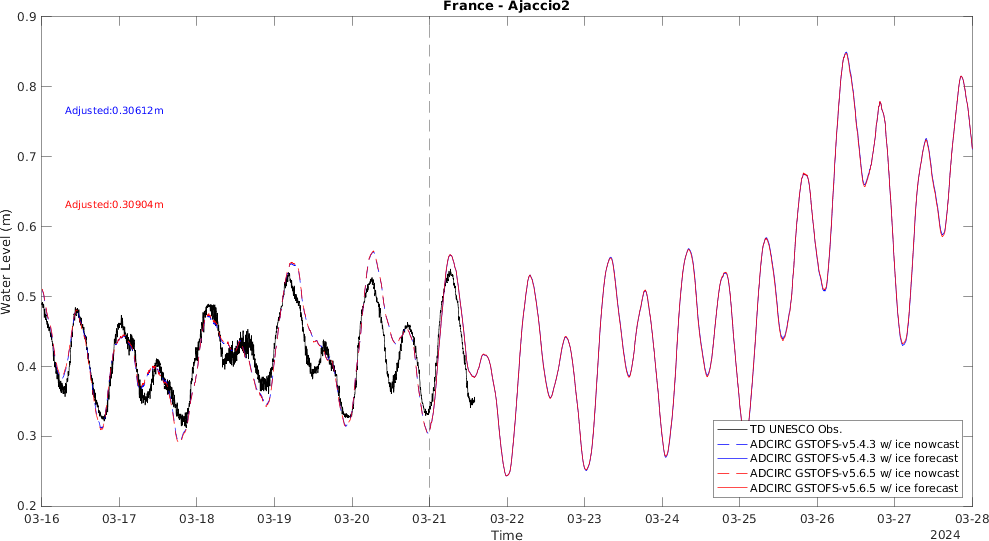 France - Ajaccio2
0.9
0.8
0.7
0.6
0.5
0.4
0.3
0.2
Water Level (m)
Adjusted:0.30612m
Adjusted:0.30904m
TD UNESCO Obs.
ADCIRC GSTOFS-v5.4.3 w/ ice nowcast
ADCIRC GSTOFS-v5.4.3 w/ ice forecast
ADCIRC GSTOFS-v5.6.5 w/ ice nowcast
ADCIRC GSTOFS-v5.6.5 w/ ice forecast
03-16 03-17 03-18 03-19 03-20 03-21 03-22 03-23 03-24 03-25 03-26 03-27 03-28
Time
2024